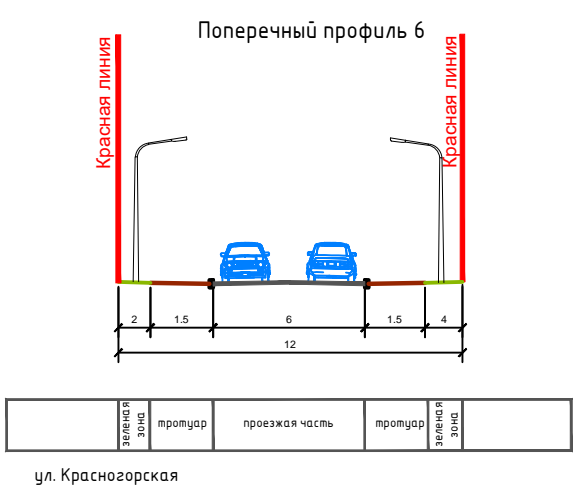 Поперечный профиль 6
Красная линия
Красная линия
2 1.5 6 1.5 4
12
зеленая зона
тротуар
проезжая часть
тротуар
зеленая зона
ул. Красногорская